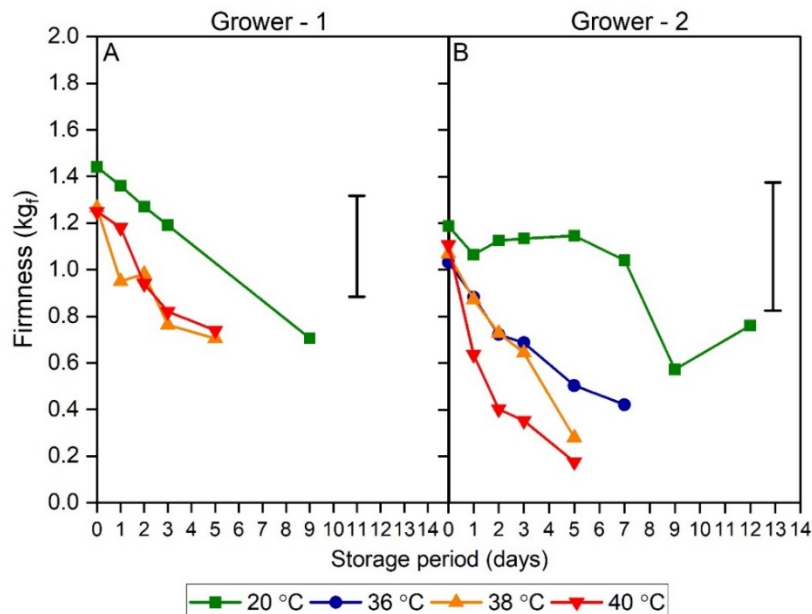 Grower - 1 Grower - 2
A B
2.0
1.8
1.6
1.4
1.2
1.0
0.8
0.6
0.4
0.2
0.0
Firmness (kgf)
0 1 2 3 4 5 6 7 8 9 10 11 12 13 14 0 1 2 3 4 5 6 7 8 9 10 11 12 13 14
Storage period (days)
20 °C 36 °C 38 °C 40 °C